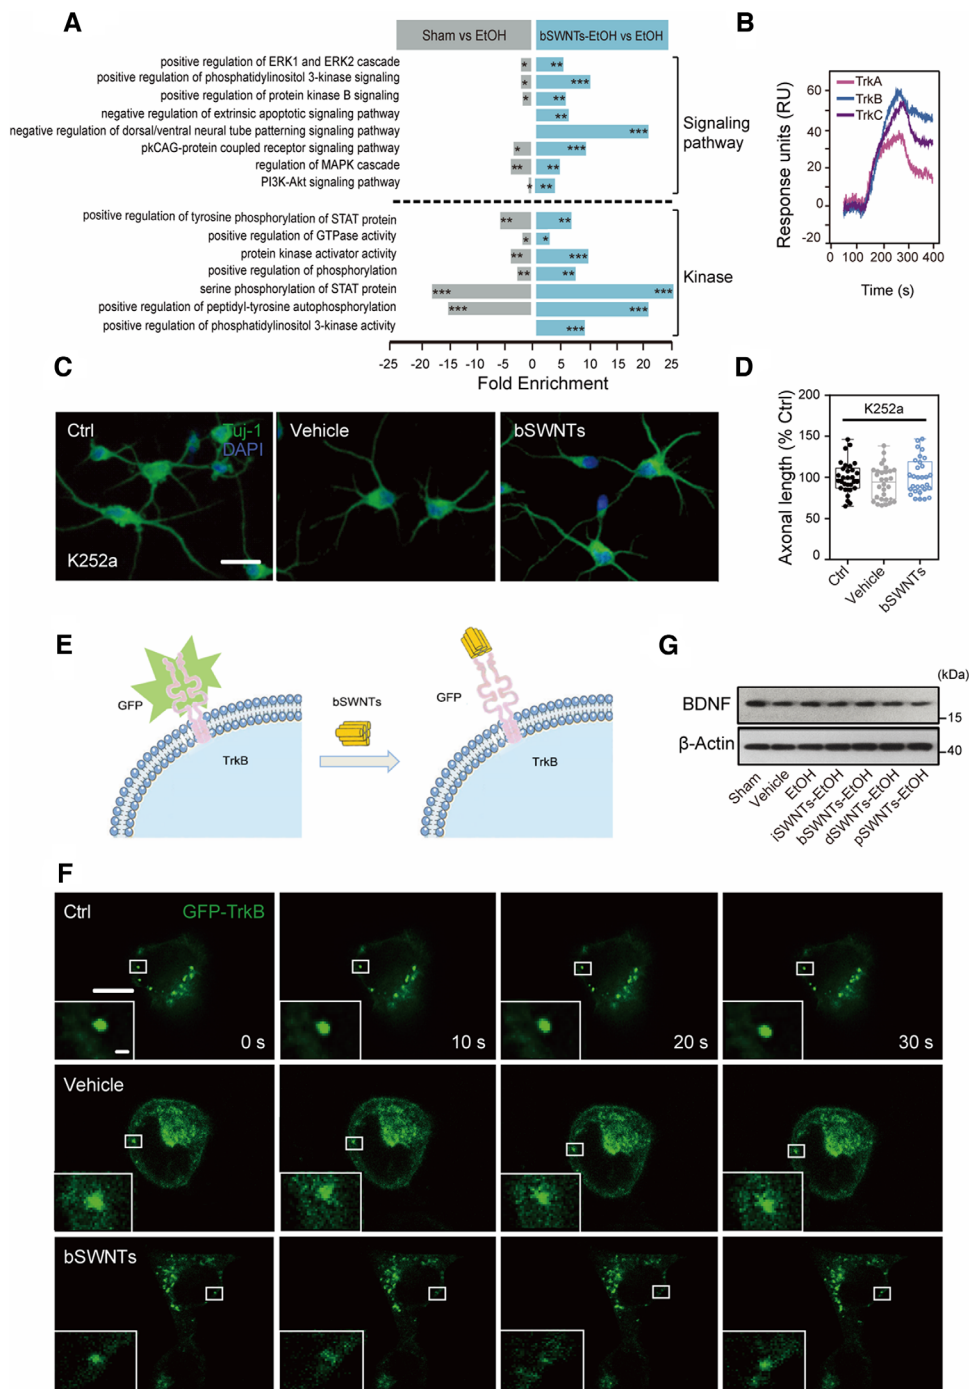 A
Sham vs EtOH
bSWNTs-EtOH vs EtOH
positive regulation of ERK1 and ERK2 cascade
*
**
positive regulation of phosphatidylinositol 3-kinase signaling
*
***
positive regulation of protein kinase B signaling
*
**
negative regulation of extrinsic apoptotic signaling pathway
**
negative regulation of dorsal/ventral neural tube patterning signaling pathway
***
pkCAG-protein coupled receptor signaling pathway
*
***
regulation of MAPK cascade
**
**
PI3K-Akt signaling pathway
*
**
Signaling
pathway
positive regulation of tyrosine phosphorylation of STAT protein
**
**
positive regulation of GTPase activity
*
*
protein kinase activator activity
**
***
positive regulation of phosphorylation
**
**
serine phosphorylation of STAT protein
***
***
positive regulation of peptidyl-tyrosine autophosphorylation
***
***
positive regulation of phosphatidylinositol 3-kinase activity
***
Kinase
-25 -20 -15 -10 -5 0 5 10 15 20 25
Fold Enrichment
B
Response units (RU)
60
40
20
0
-20
TrkA
TrkB
TrkC
0 100 200 300 400
Time (s)
C
Ctrl
Tuj-1
DAPI
K252a
Vehicle
bSWNTs
D
Axonal length (% Ctrl)
200
150
100
50
0
K252a
Ctrl
Vehicle
bSWNTs
E
GFP
TrkB
bSWNTs
GFP
TrkB
G
(kDa)
BDNF
15
β-Actin
40
Sham
Vehicle
EtOH
iSWNTs-EtOH
bSWNTs-EtOH
dSWNTs-EtOH
pSWNTs-EtOH
F
Ctrl
GFP-TrkB
0 s
10 s
20 s
30 s
Vehicle
bSWNTs